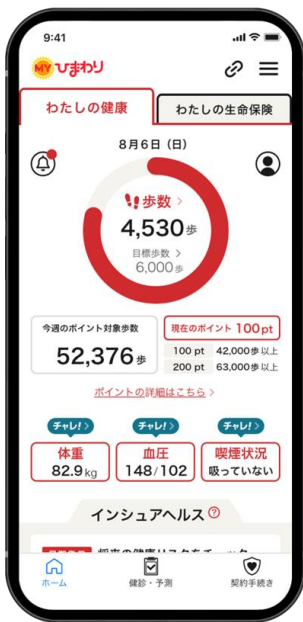 9:41
MYひまわり
わたしの健康
わたしの生命保険
8月6日（日）
歩数 >
4,530歩
目標歩数 >
6,000歩
今週のポイント対象歩数
52,376歩
現在のポイント 100pt
100 pt 42,000歩以上
200 pt 63,000歩以上
ポイントの詳細はこちら >
チャレ! >
チャレ! >
チャレ! >
体重
82.9kg
血圧
148/102
喫煙状況
吸っていない
インシュアヘルス ?
ホーム
健診・予測
契約手続き